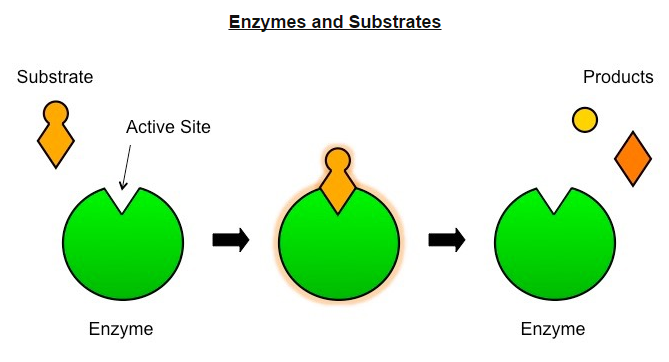 Enzymes and Substrates
Substrate
Products
Active Site
Enzyme
Enzyme